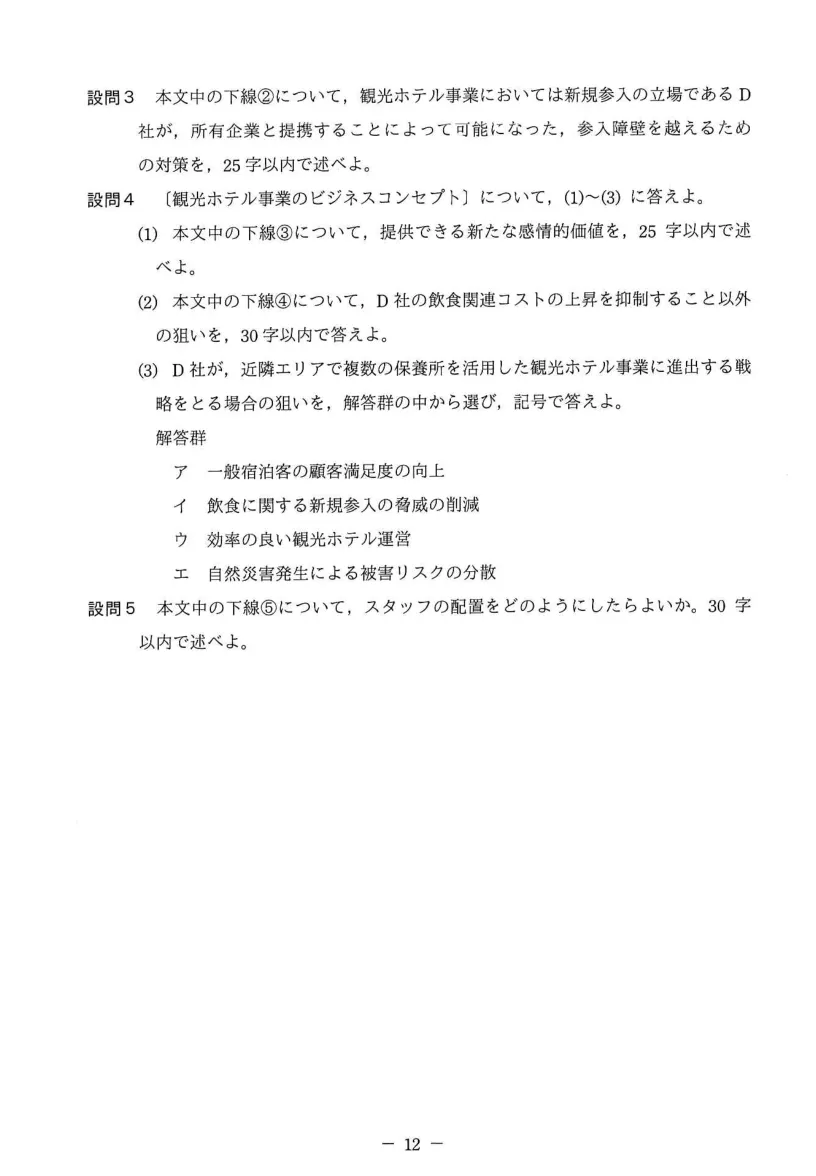 設問3 本文中の下線②について，観光ホテル事業においては新規参入の立場である D
社が，所有企業と提携することによって可能になった，参入障壁を越えるため
の対策を，25 字以内で述べよ。
設問4 〔観光ホテル事業のビジネスコンセプト〕について，(1)～(3) に答えよ。
(1) 本文中の下線③について，提供できる新たな感情的価値を，25 字以内で述
べよ。
(2) 本文中の下線④について，D 社の飲食関連コストの上昇を抑制すること以外
の狙いを，30 字以内で答えよ。
(3) D 社が，近隣エリアで複数の保養所を活用した観光ホテル事業に進出する戦
略をとる場合の狙いを，解答群の中から選び，記号で答えよ。
解答群
ア 一般宿泊客の顧客満足度の向上
イ 飲食に関する新規参入の脅威の削減
ウ 効率の良い観光ホテル運営
エ 自然災害発生による被害リスクの分散
設問5 本文中の下線⑤について，スタッフの配置をどのようにしたらよいか。30 字
以内で述べよ。
－ 12 －